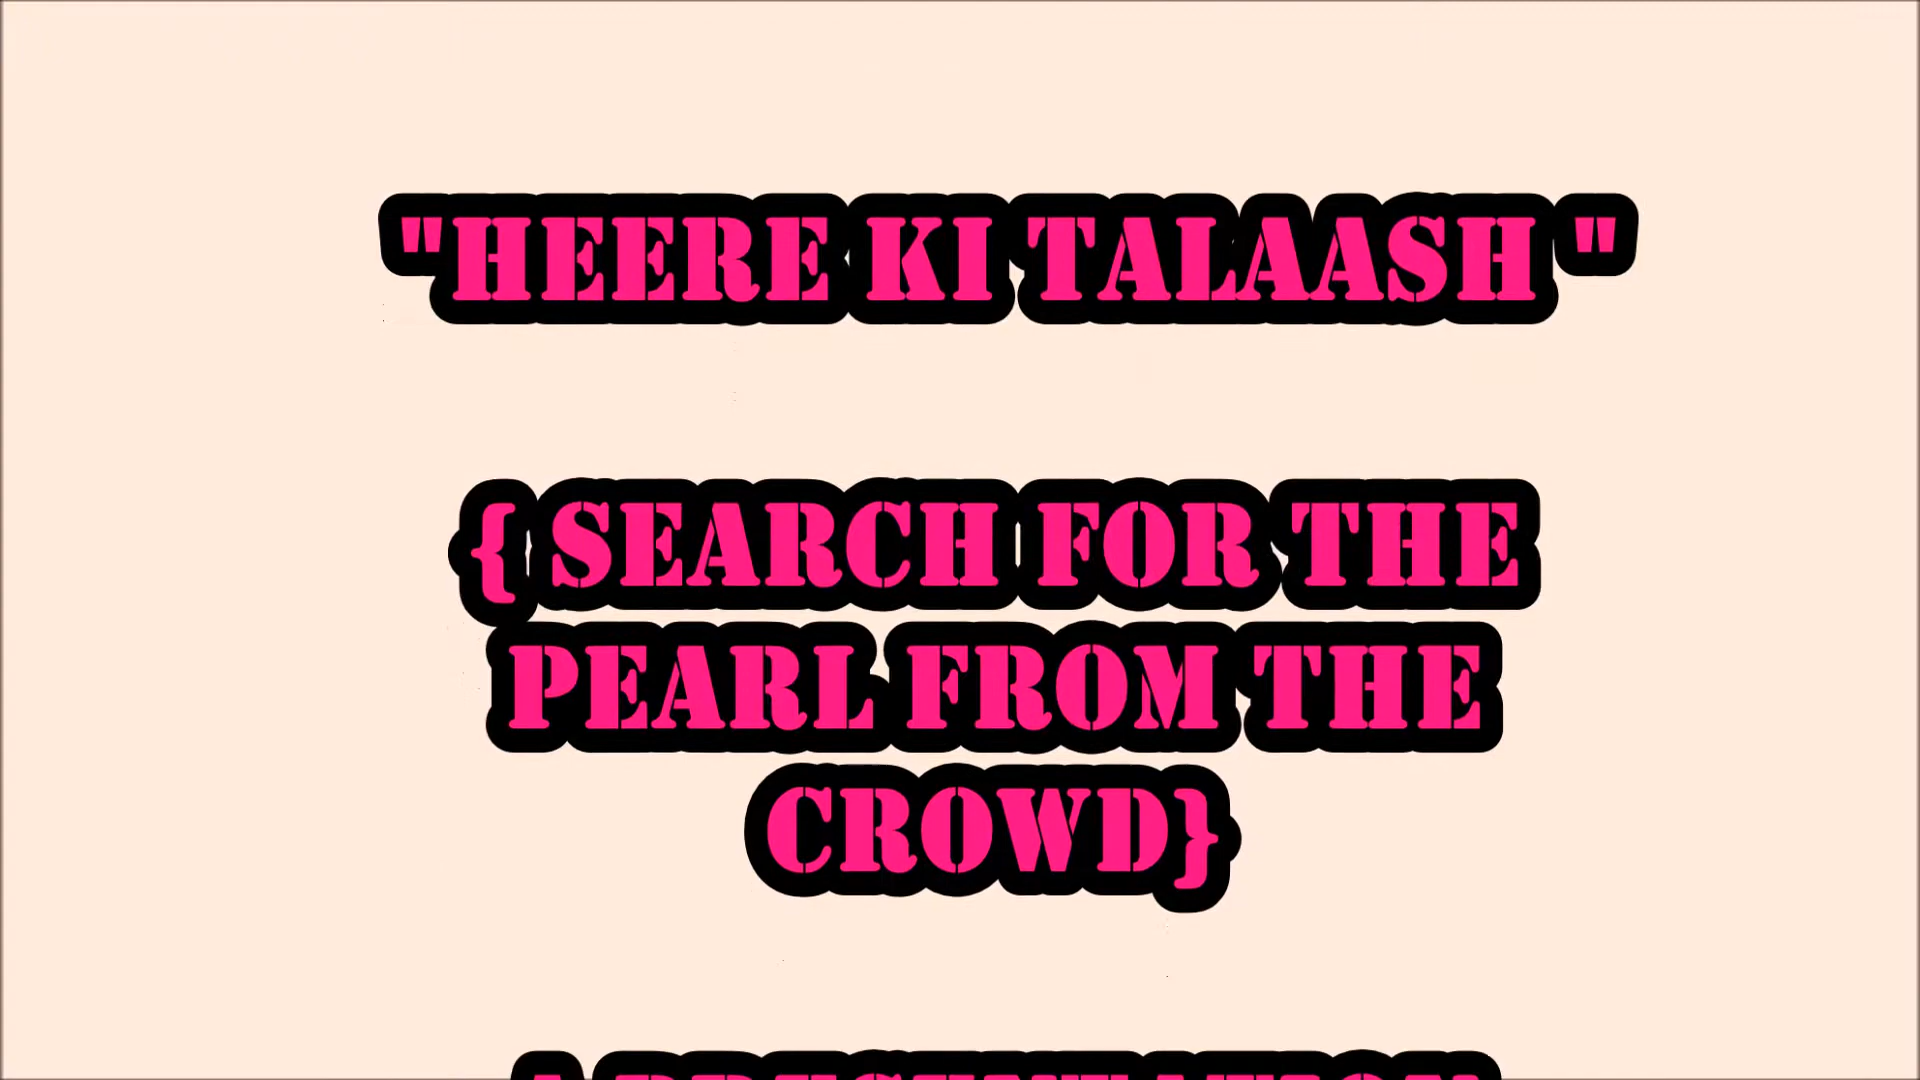 "HEERE KI TALAASH "
{ SEARCH FOR THE
PEARL FROM THE
CROWD}